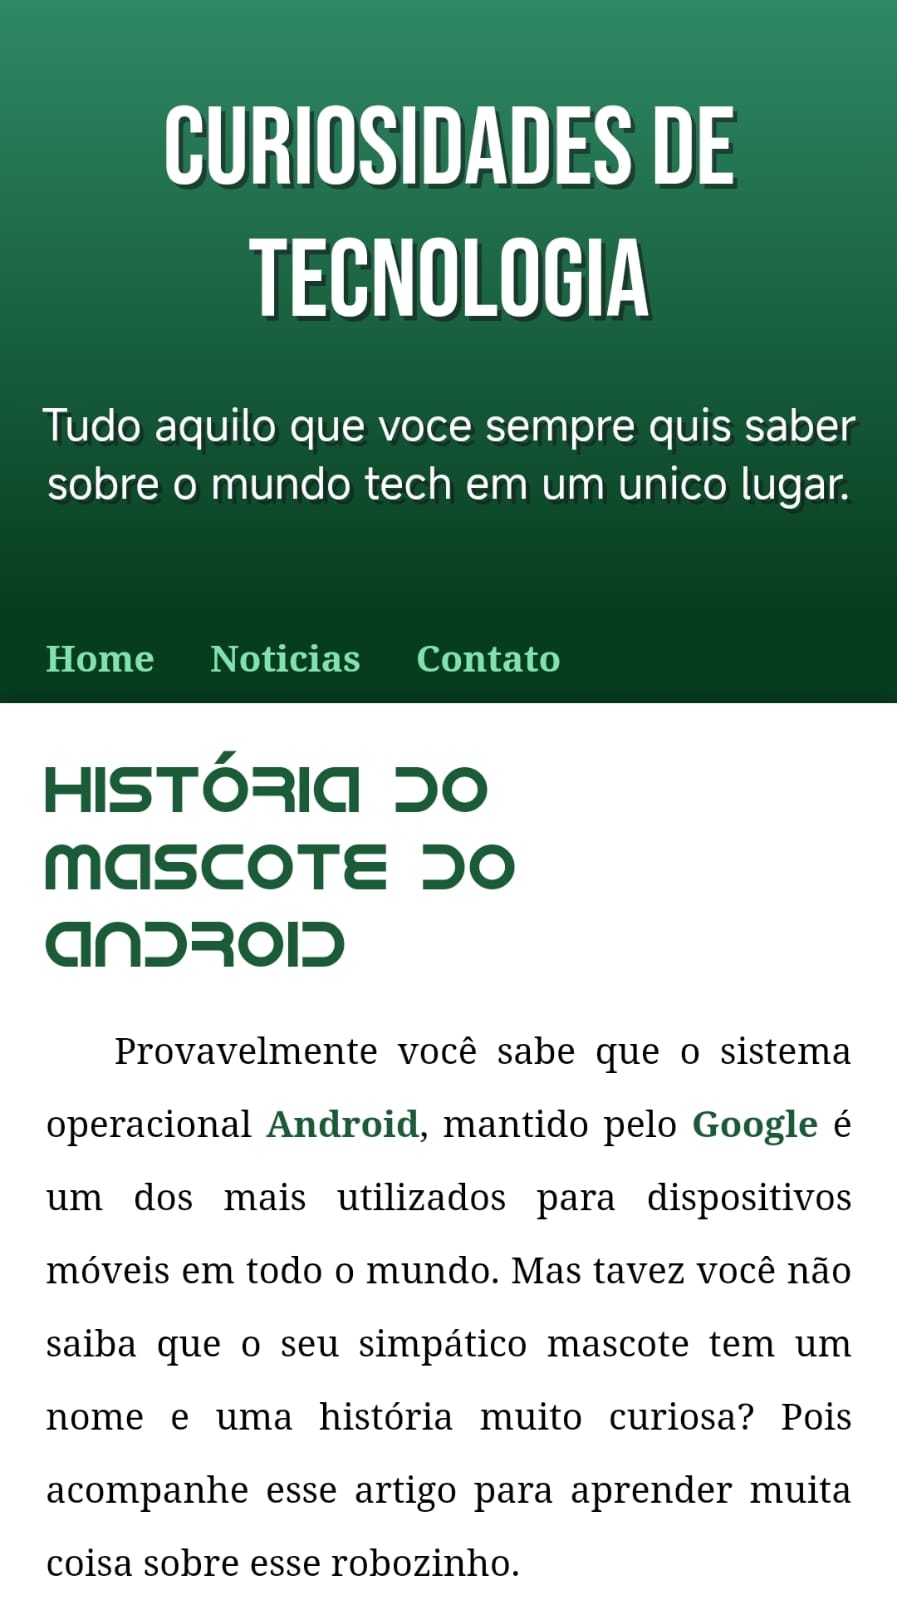 CURIOSIDADES DE
TECNOLOGIA
Tudo aquilo que voce sempre quis saber
sobre o mundo tech em um unico lugar.
Home Noticias Contato
HISTÓRIA DO
MASCOTE DO
ANDROID
Provavelmente você sabe que o sistema
operacional Android, mantido pelo Google é
um dos mais utilizados para dispositivos
móveis em todo o mundo. Mas tavez você não
saiba que o seu simpático mascote tem um
nome e uma história muito curiosa? Pois
acompanhe esse artigo para aprender muita
coisa sobre esse robozinho.